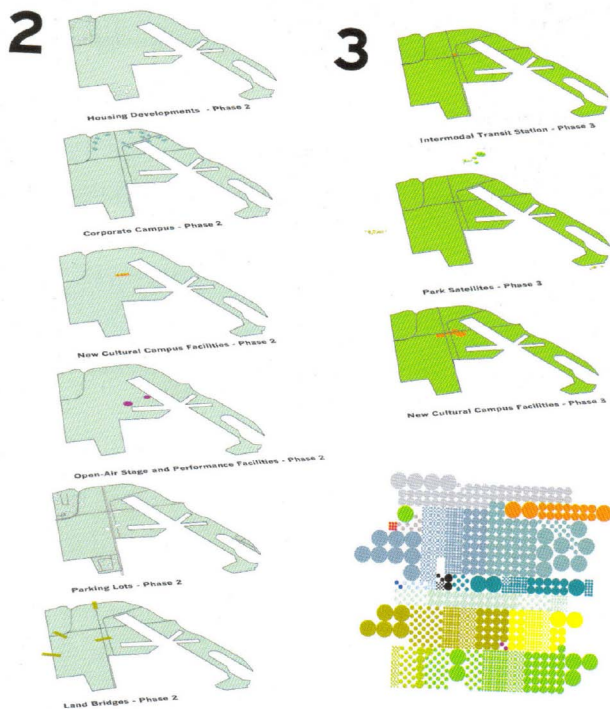 2
Housing Developments - Phase 2
Corporate Campus - Phase 2
New Cultural Campus Facilities - Phase 2
Open-Air Stage and Performance Facilities - Phase 2
Parking Lots - Phase 2
Land Bridges - Phase 2
3
Intermodal Transit Station - Phase 3
Park Satellites - Phase 3
New Cultural Campus Facilities - Phase 3